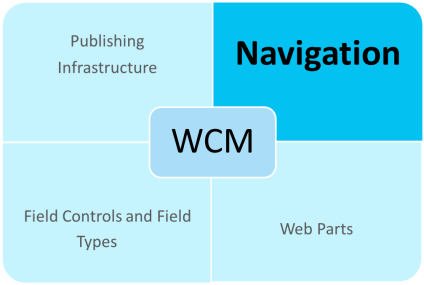 Publishing
Infrastructure
Navigation
WCM
Field Controls and Field
Types
Web Parts